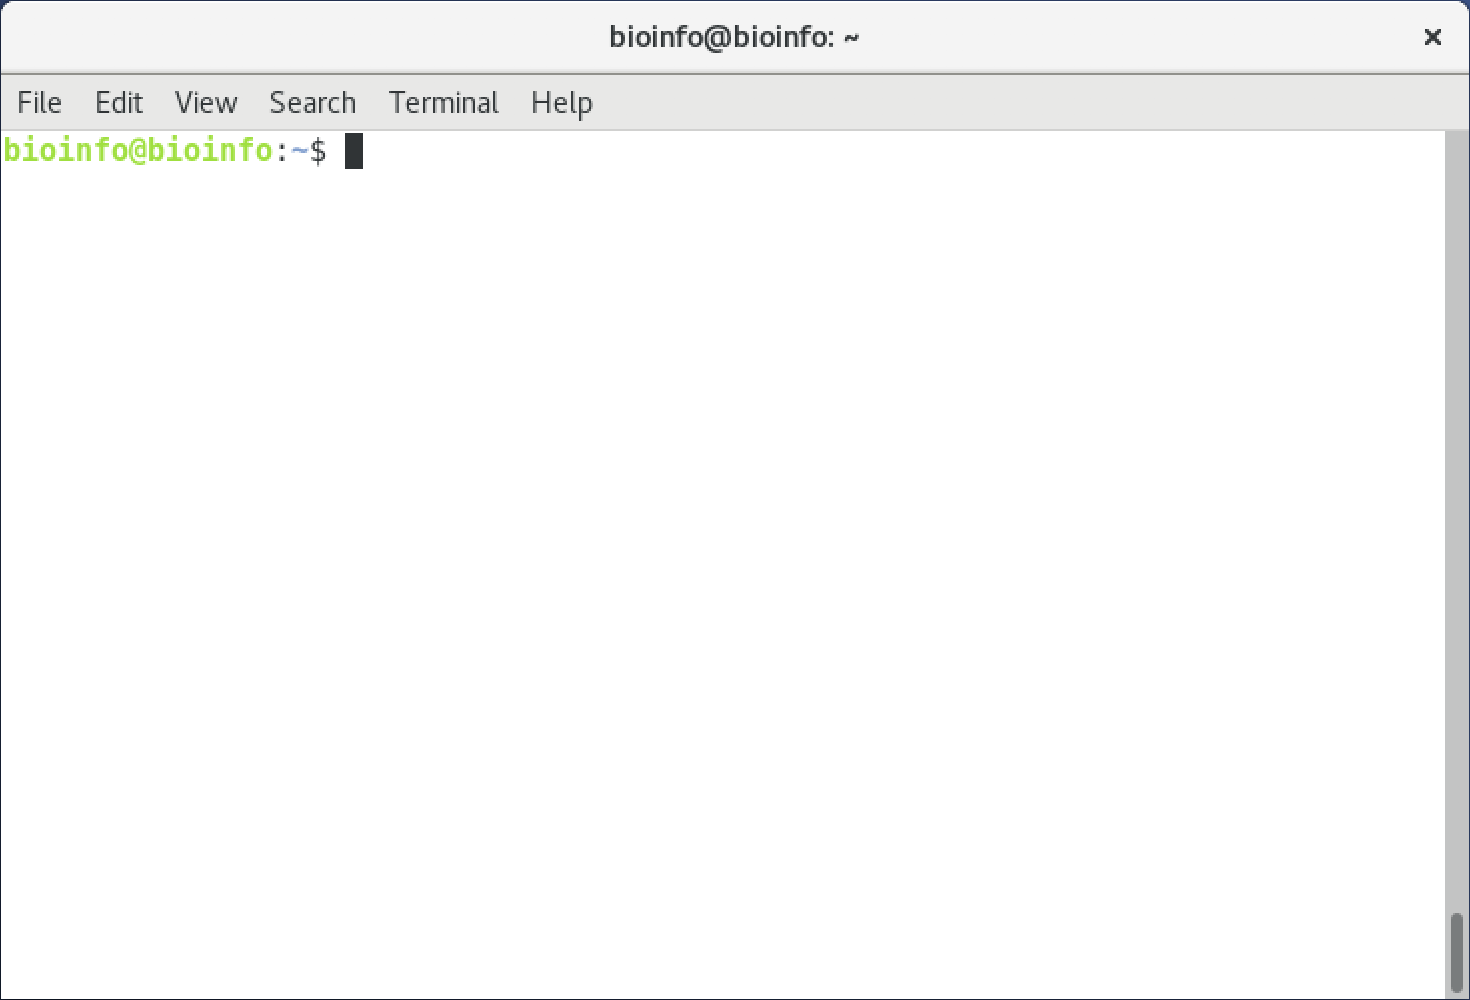 bioinfo@bioinfo: ~
File Edit View Search Terminal Help
bioinfo@bioinfo:~$